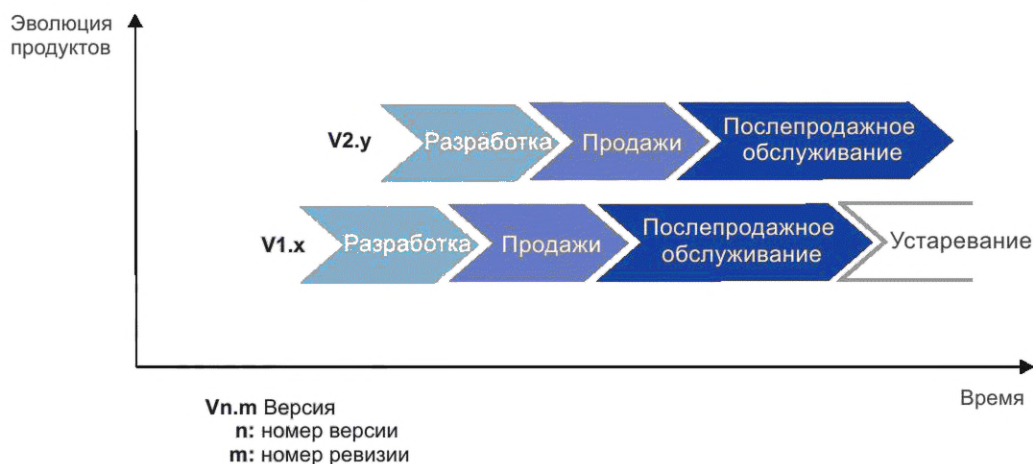 Эволюция
продуктов
V2.y
Разработка
Продажи
Послепродажное
обслуживание
V1.x
Разработка
Продажи
Послепродажное
обслуживание
Устаревание
Время
Vn.m Версия
n: номер версии
m: номер ревизии